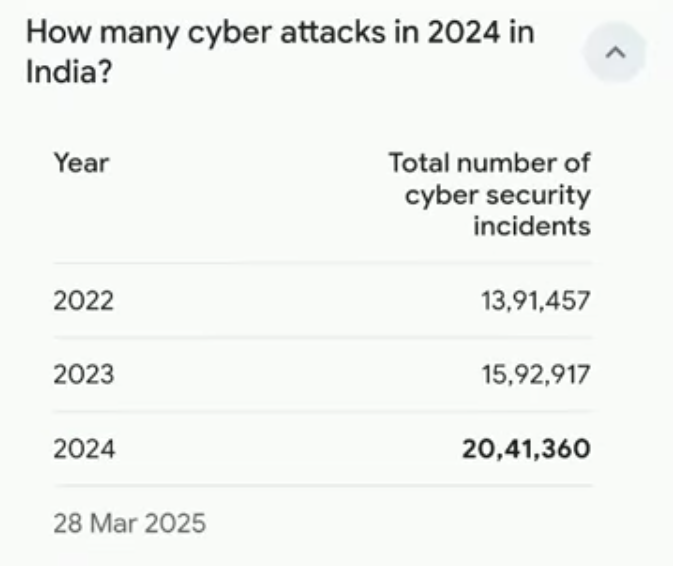 How many cyber attacks in 2024 in
India?
Year
Total number of
cyber security
incidents
2022 13,91,457
2023 15,92,917
2024 20,41,360
28 Mar 2025